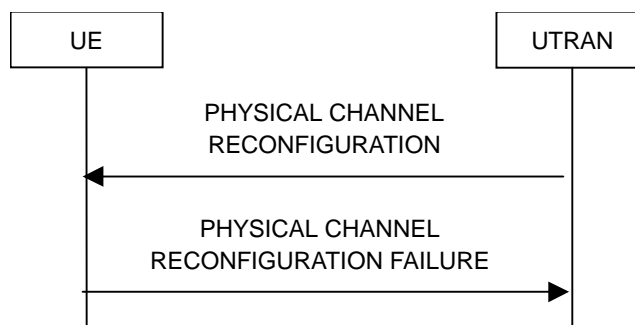 UE
UTRAN
PHYSICAL CHANNEL
RECONFIGURATION
PHYSICAL CHANNEL
RECONFIGURATION FAILURE